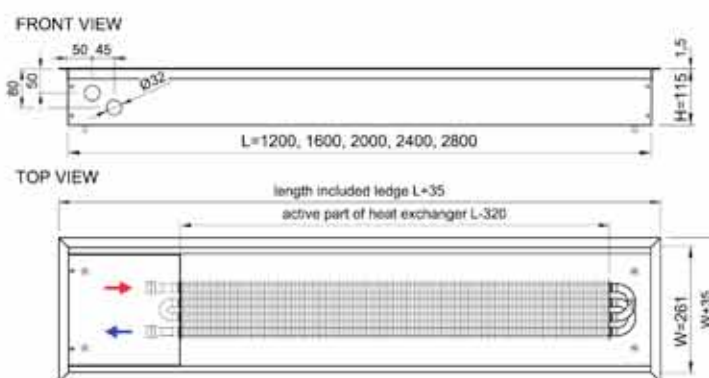 FRONT VIEW
50 45
Ø32
50
80
1,5
H=115
L=1200, 1600, 2000, 2400, 2800
TOP VIEW
length included ledge L+35
active part of heat exchanger L-320
W=261
W+35